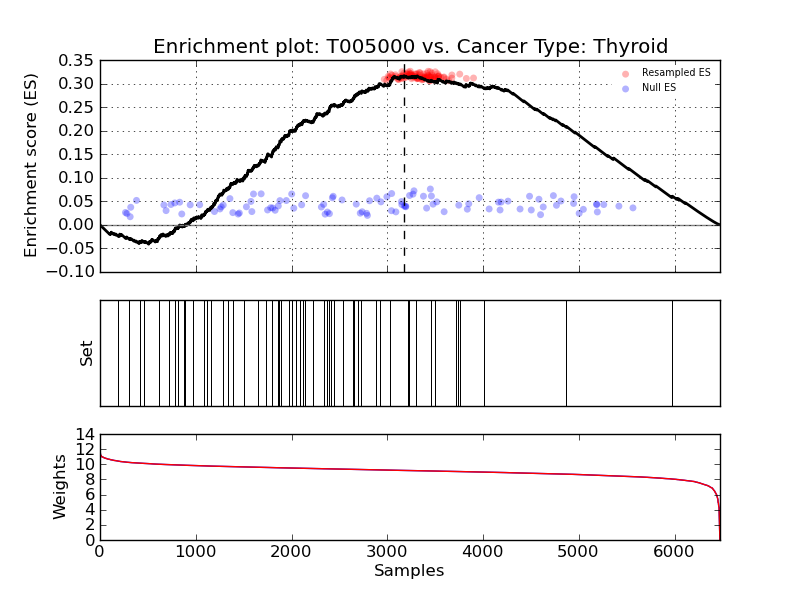 Enrichment plot: T005000 vs. Cancer Type: Thyroid
Enrichment score (ES)
0.35
0.30
0.25
0.20
0.15
0.10
0.05
0.00
−0.05
−0.10
Resampled ES
Null ES
Set
Weights
14
12
10
8
6
4
2
0
0 1000 2000 3000 4000 5000 6000
Samples